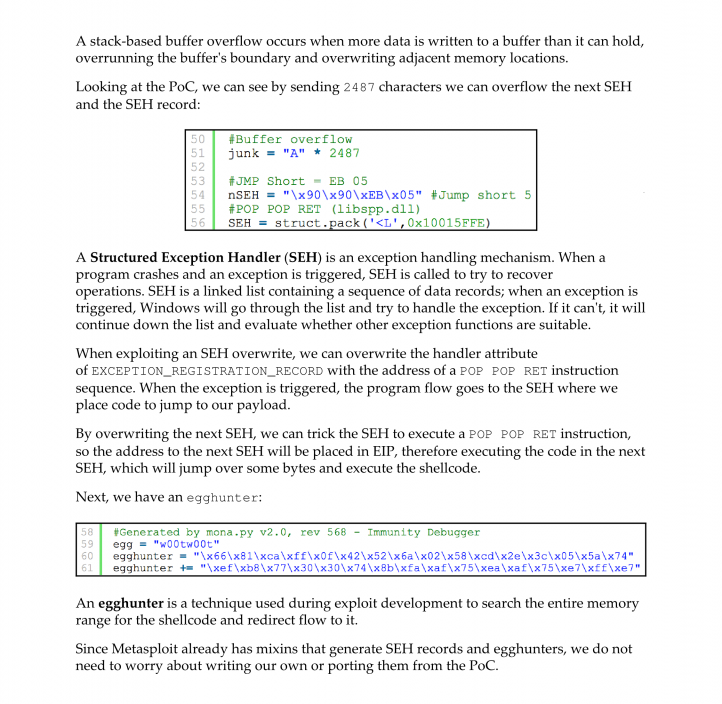 A stack-based buffer overflow occurs when more data is written to a buffer than it can hold,
overrunning the buffer's boundary and overwriting adjacent memory locations.
Looking at the PoC, we can see by sending 2487 characters we can overflow the next SEH
and the SEH record:
50 #Buffer overflow
51 junk = "A" * 2487
52
53 #JMP Short = EB 05
54 nSEH = "\x90\x90\xEB\x05" #Jump short 5
55 #POP POP RET (libspp.dll)
56 SEH = struct.pack('<L',0x10015FFE)
A Structured Exception Handler (SEH) is an exception handling mechanism. When a
program crashes and an exception is triggered, SEH is called to try to recover
operations. SEH is a linked list containing a sequence of data records; when an exception is
triggered, Windows will go through the list and try to handle the exception. If it can't, it will
continue down the list and evaluate whether other exception functions are suitable.
When exploiting an SEH overwrite, we can overwrite the handler attribute
of EXCEPTION_REGISTRATION_RECORD with the address of a POP POP RET instruction
sequence. When the exception is triggered, the program flow goes to the SEH where we
place code to jump to our payload.
By overwriting the next SEH, we can trick the SEH to execute a POP POP RET instruction,
so the address to the next SEH will be placed in EIP, therefore executing the code in the next
SEH, which will jump over some bytes and execute the shellcode.
Next, we have an egghunter:
58 #Generated by mona.py v2.0, rev 568 - Immunity Debugger
59 egg = "w00tw00t"
60 egghunter = "\x66\x81\xca\xff\x0f\x42\x52\x6a\x02\x58\xcd\x2e\x3c\x05\x5a\x74"
61 egghunter += "\xef\xb8\x77\x30\x30\x74\x8b\xfa\xaf\x75\xea\xaf\x75\xe7\xff\xe7"
An egghunter is a technique used during exploit development to search the entire memory
range for the shellcode and redirect flow to it.
Since Metasploit already has mixins that generate SEH records and egghunters, we do not
need to worry about writing our own or porting them from the PoC.